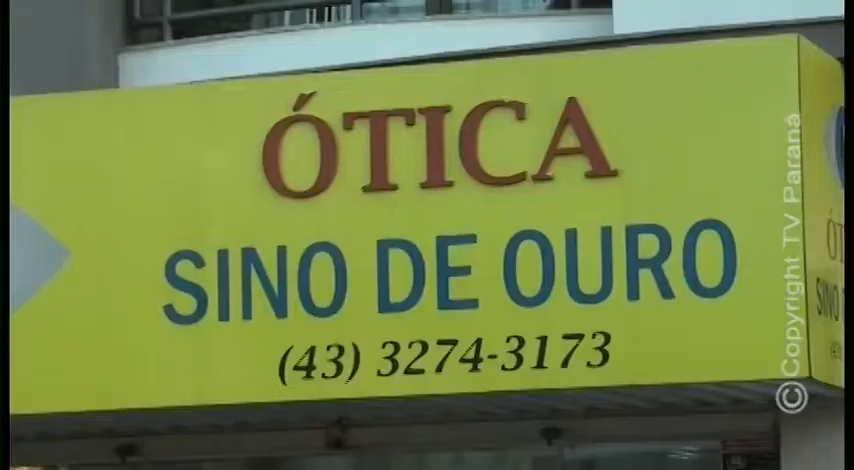 ÓTICA
SINO DE OURO
(43) 3274-3173
©Copyright TV Paraná